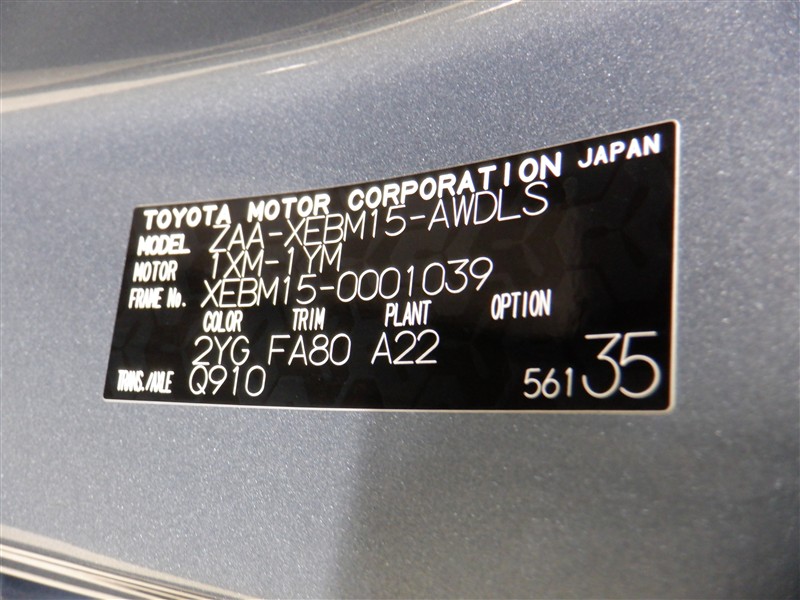 TOYOTA MOTOR CORPORATION JAPAN
MODEL ZAA-XEBM15-AWDLS
MOTOR 1XM-1YM
FRAME No. XEBM15-0001039
COLOR TRIM PLANT OPTION
2YG FA80 A22
TRANS./AXLE Q910 56135